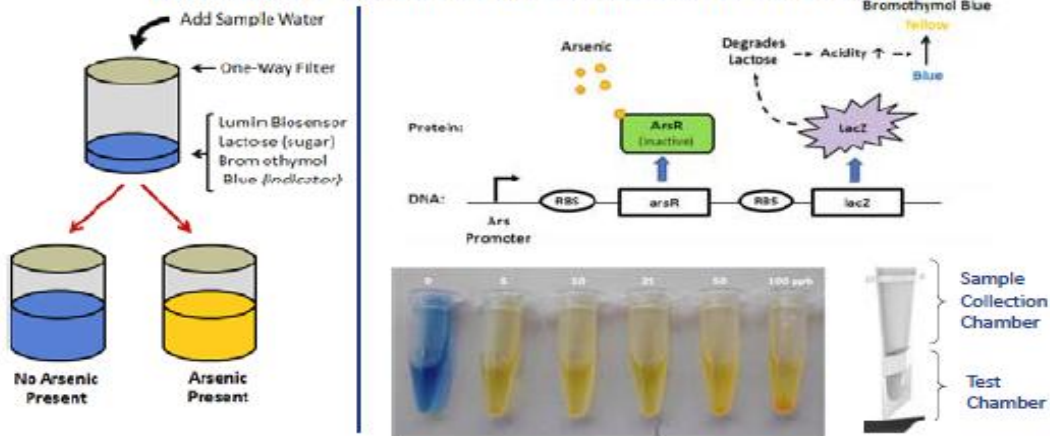 Add Sample Water
One-Way Filter
Lumin Biosensor
Lactose (sugar)
Bromothymol
Blue (indicator)
No Arsenic
Present
Arsenic
Present
Bromothymol Blue
Yellow
Blue
Arsenic
Degrades
Lactose
Acidity ↑
Protein:
ArsR
(inactive)
LacZ
DNA:
RBS
arsR
RBS
lacZ
Ars
Promoter
0 5 10 25 50 100 ppb
Sample
Collection
Chamber
Test
Chamber